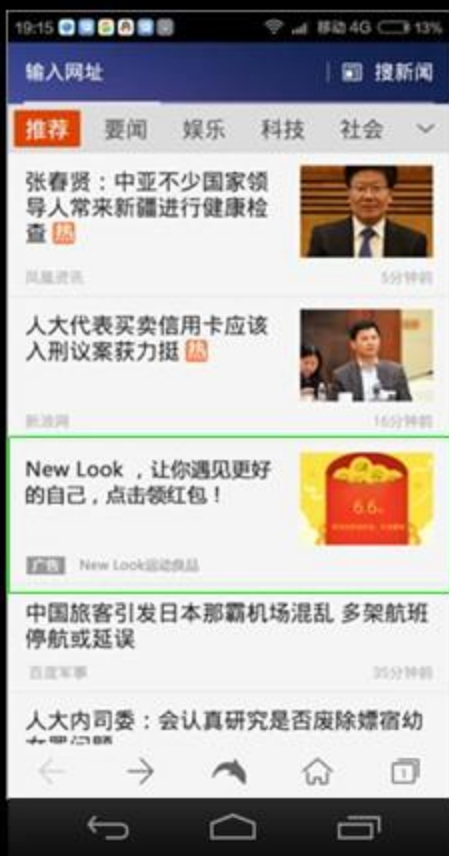 19:15
移动 4G 13%
输入网址
搜新闻
推荐 要闻 娱乐 科技 社会
张春贤：中亚不少国家领
导人常来新疆进行健康检
查 热
凤凰资讯 5分钟前
人大代表买卖信用卡应该
入刑议案获力挺 热
新浪网 16分钟前
New Look ，让你遇见更好
的自己，点击领红包！
6.6
广告 New Look运动良品
中国旅客引发日本那霸机场混乱 多架航班
停航或延误
百度军事 35分钟前
人大内司委：会认真研究是否废除嫖宿幼
女罪问题
1